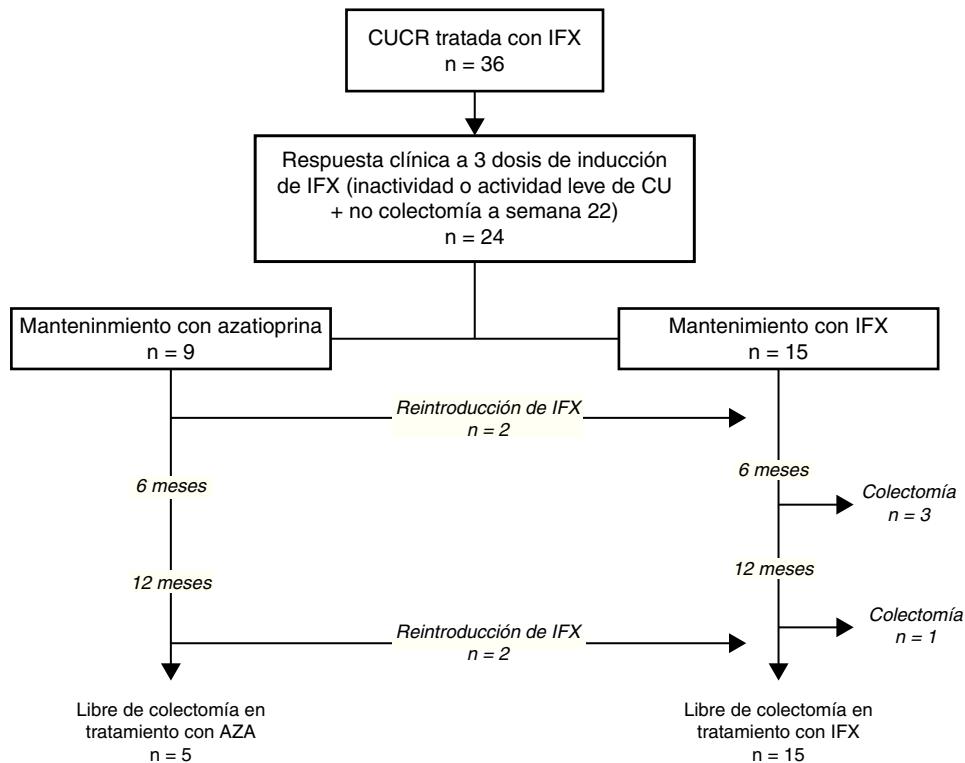 CUCR tratada con IFX
n = 36
Respuesta clínica a 3 dosis de inducción
de IFX (inactividad o actividad leve de CU
+ no colectomía a semana 22)
n = 24
Manteninmiento con azatioprina
n = 9
Mantenimiento con IFX
n = 15
Reintroducción de IFX
n = 2
6 meses
6 meses
Colectomía
n = 3
12 meses
12 meses
Colectomía
n = 1
Reintroducción de IFX
n = 2
Libre de colectomía en
tratamiento con AZA
n = 5
Libre de colectomía en
tratamiento con IFX
n = 15